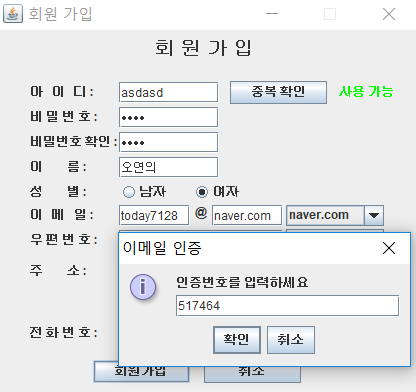 회원 가입
회 원 가 입
아 이 디 : asdasd 중복 확인 사용 가능
비 밀 번 호 : ••••
비밀번호 확인 : ••••
이 름 : 오연의
성 별 : 남자 여자
이 메 일 : today7128 @ naver.com naver.com
우 편 번 호 :
이메일 인증
주 소 :
인증번호를 입력하세요
517464
전 화 번 호 :
확인 취소
회원가입 취소